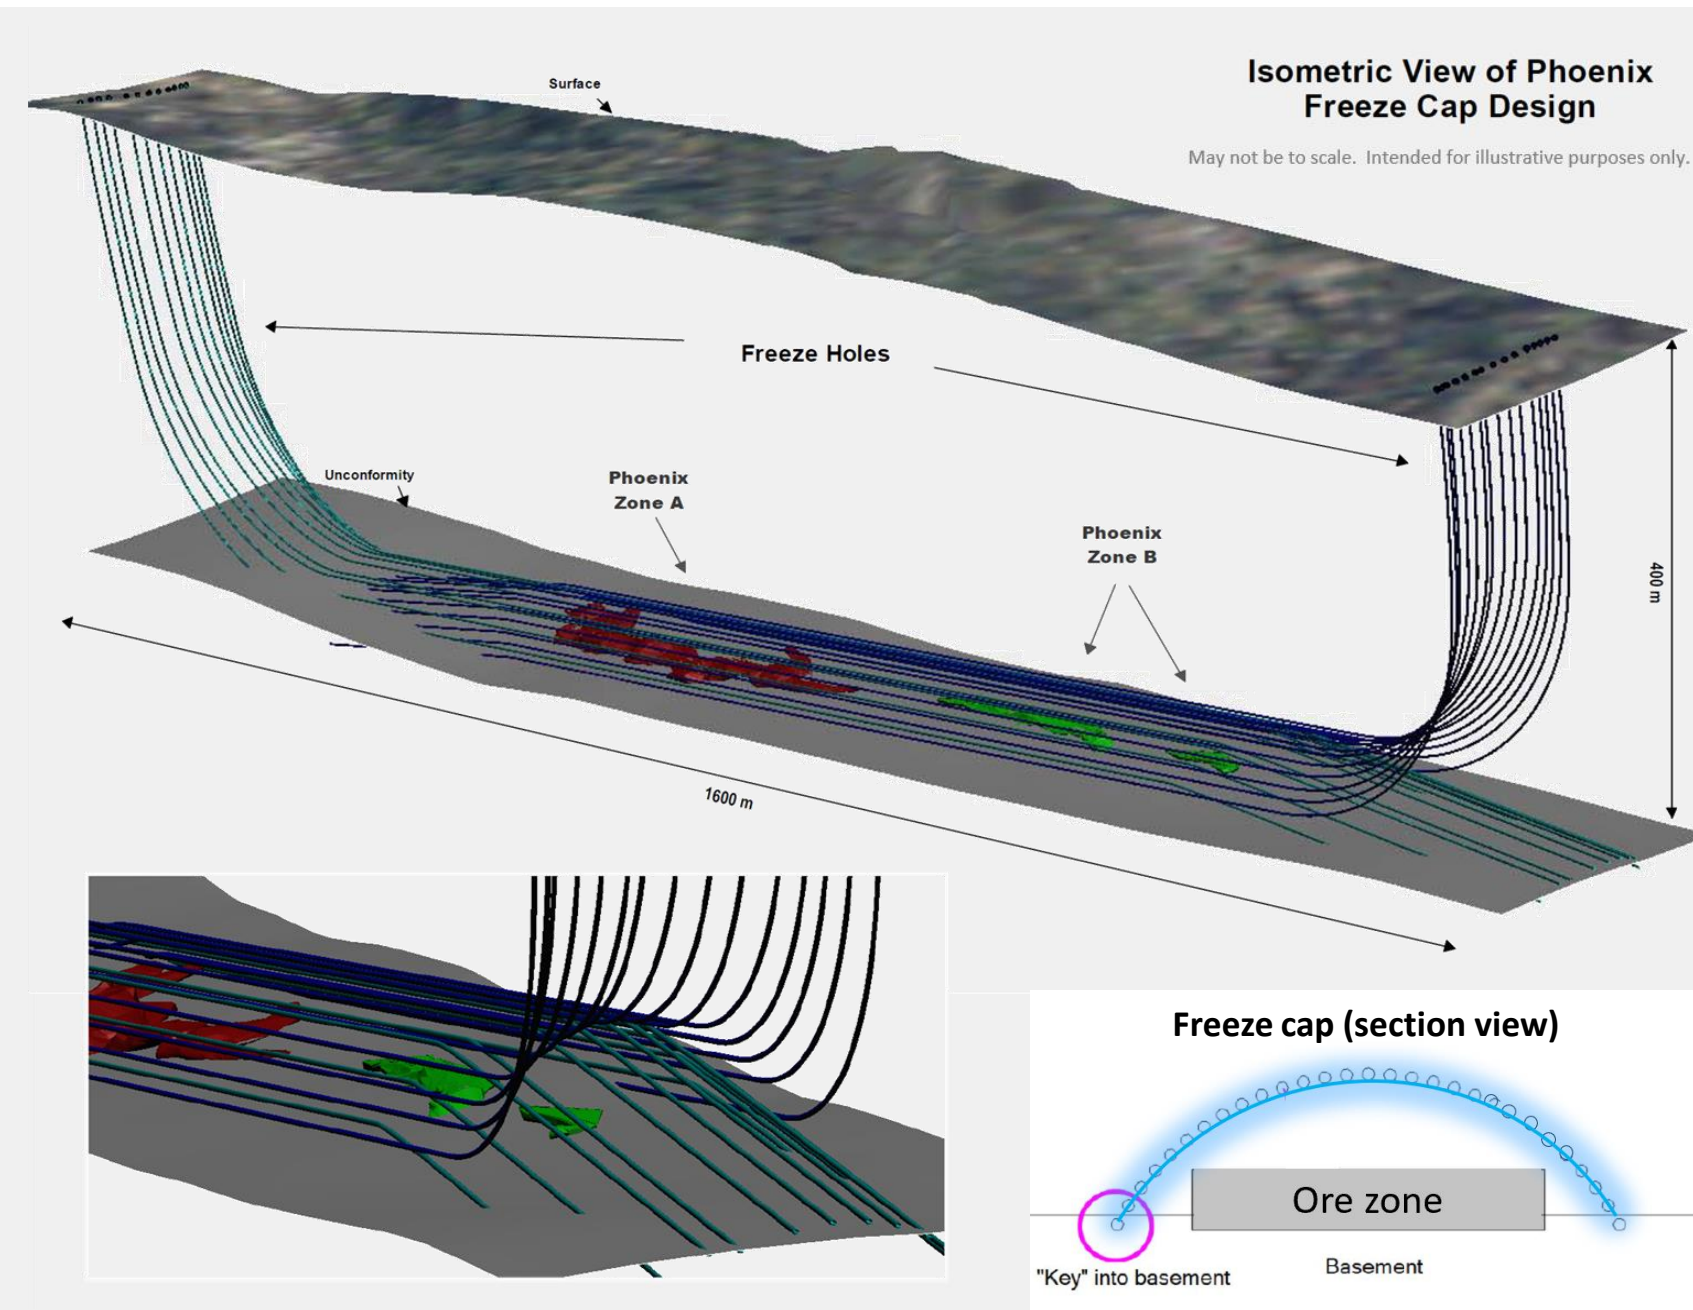 Isometric View of Phoenix
Freeze Cap Design
May not be to scale.  Intended for illustrative purposes only.
Surface
Freeze Holes
Unconformity
Phoenix
Zone A
Phoenix
Zone B
400 m
1600 m
Freeze cap (section view)
Ore zone
"Key" into basement
Basement